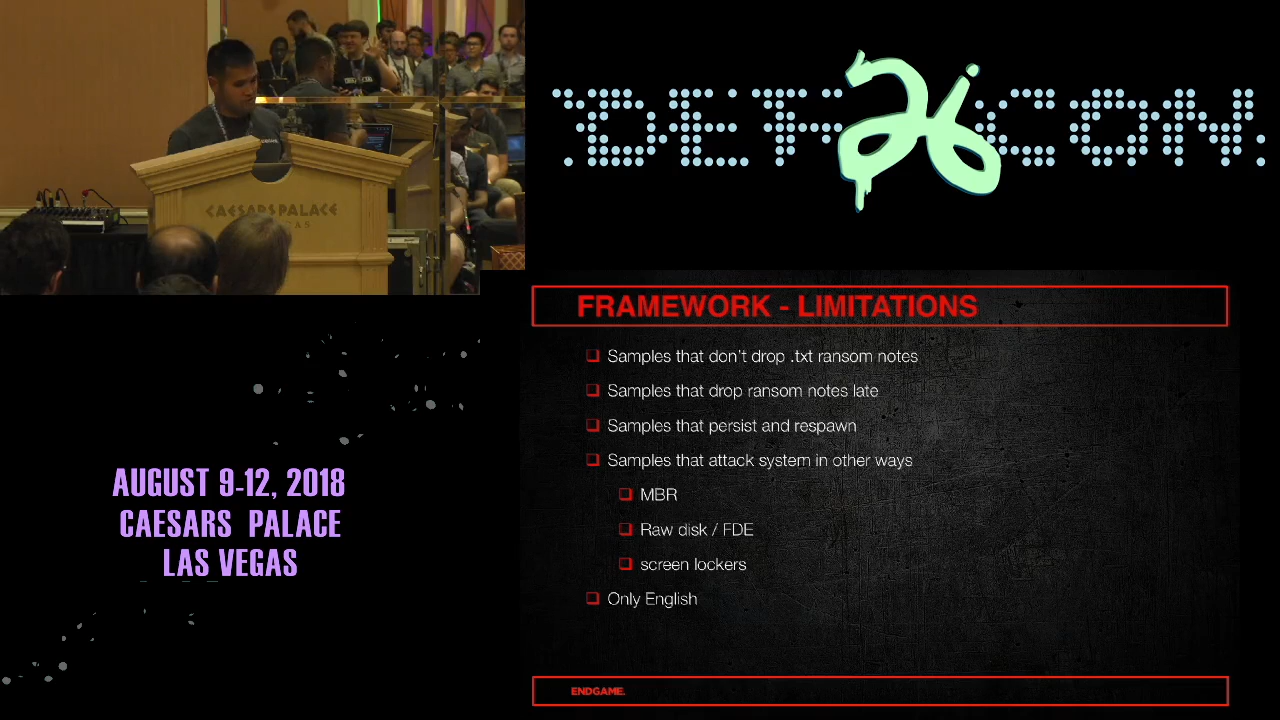 CAESARS PALACE
DEF 26 CON.
AUGUST 9-12, 2018
CAESARS PALACE
LAS VEGAS
FRAMEWORK - LIMITATIONS
Samples that don't drop .txt ransom notes
Samples that drop ransom notes late
Samples that persist and respawn
Samples that attack system in other ways
MBR
Raw disk / FDE
screen lockers
Only English
ENDGAME.